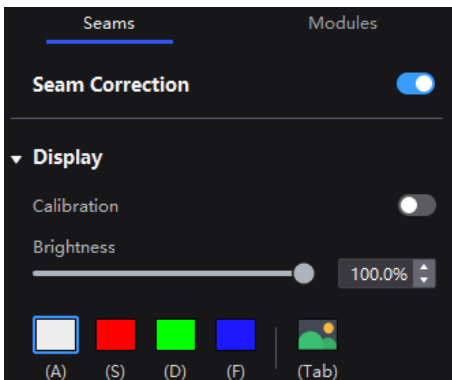 Seams Modules
Seam Correction
Display
Calibration
Brightness
100.0%
(A) (S) (D) (F) (Tab)